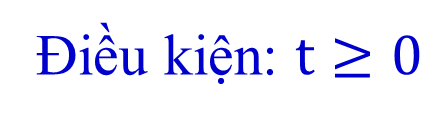 Điều kiện: t ≥ 0